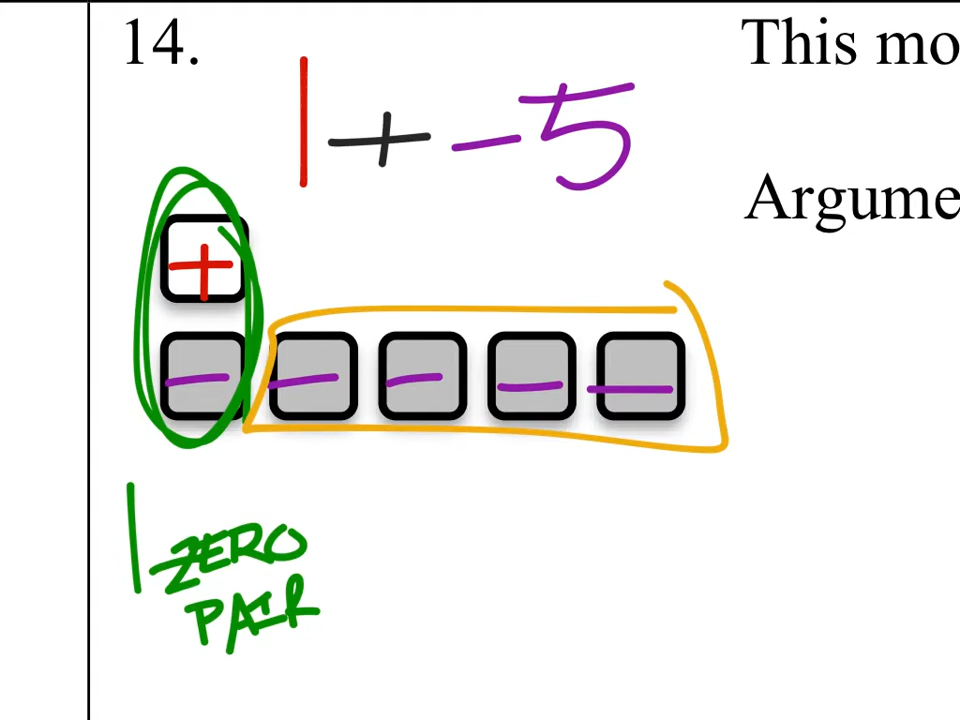 14.
This mo
1 + -5
Argume
+
- - - - -
1 ZERO
PAIR